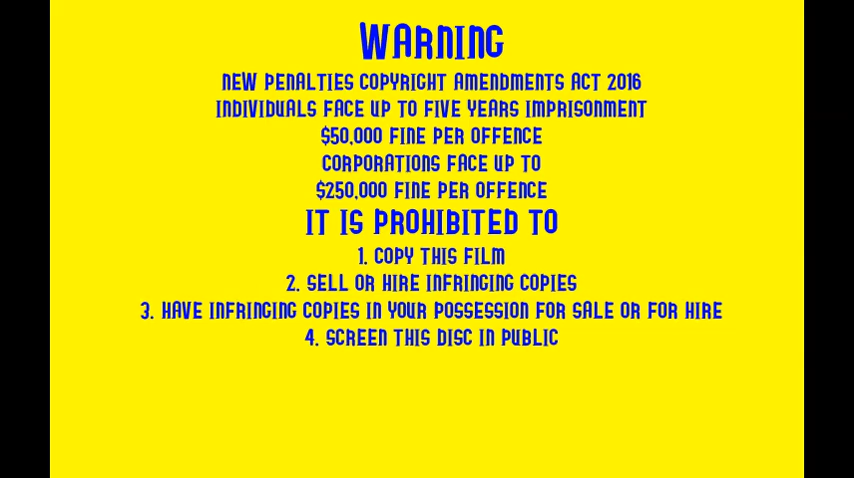 WARNING
NEW PENALTIES COPYRIGHT AMENDMENTS ACT 2016
INDIVIDUALS FACE UP TO FIVE YEARS IMPRISONMENT
$50,000 FINE PER OFFENCE
CORPORATIONS FACE UP TO
$250,000 FINE PER OFFENCE
IT IS PROHIBITED TO
1. COPY THIS FILM
2. SELL OR HIRE INFRINGING COPIES
3. HAVE INFRINGING COPIES IN YOUR POSSESSION FOR SALE OR FOR HIRE
4. SCREEN THIS DISC IN PUBLIC